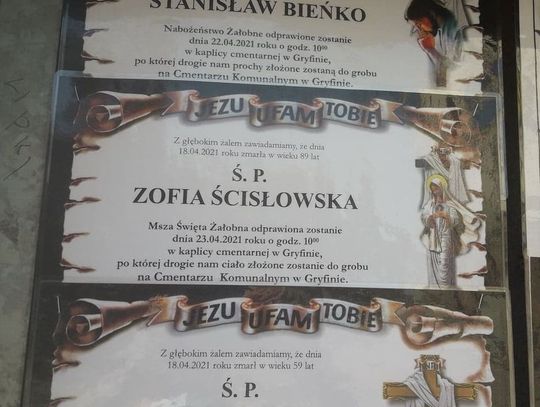 STANISŁAW BIEŃKO
Nabożeństwo Żałobne odprawione zostanie
dnia 22.04.2021 roku o godz. 10⁰⁰
w kaplicy cmentarnej w Gryfinie,
po której drogie nam prochy złożone zostaną do grobu
na Cmentarzu Komunalnym w Gryfinie.
JEZU UFAM TOBIE
Z głębokim żalem zawiadamiamy, że dnia
18.04.2021 roku zmarła w wieku 89 lat
Ś. P.
ZOFIA ŚCISŁOWSKA
Msza Święta Żałobna odprawiona zostanie
dnia 23.04.2021 roku o godz. 10⁰⁰
w kaplicy cmentarnej w Gryfinie,
po której drogie nam ciało złożone zostanie do grobu
na Cmentarzu Komunalnym w Gryfinie.
JEZU UFAM TOBIE
Z głębokim żalem zawiadamiamy, że dnia
18.04.2021 roku zmarł w wieku 59 lat
Ś. P.